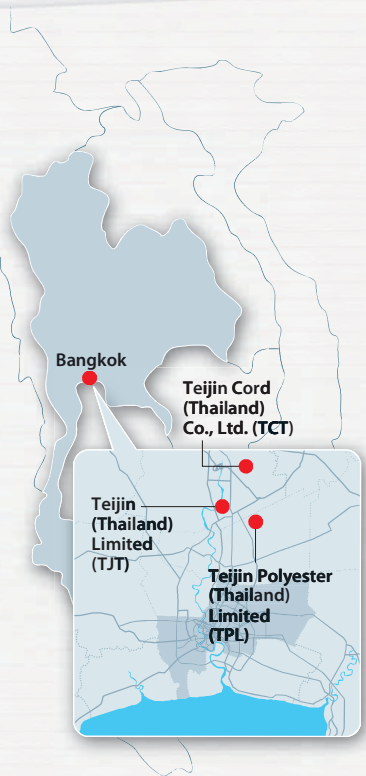 Bangkok
Teijin Cord
(Thailand)
Co., Ltd. (TCT)
Teijin
(Thailand)
Limited
(TJT)
Teijin Polyester
(Thailand)
Limited
(TPL)